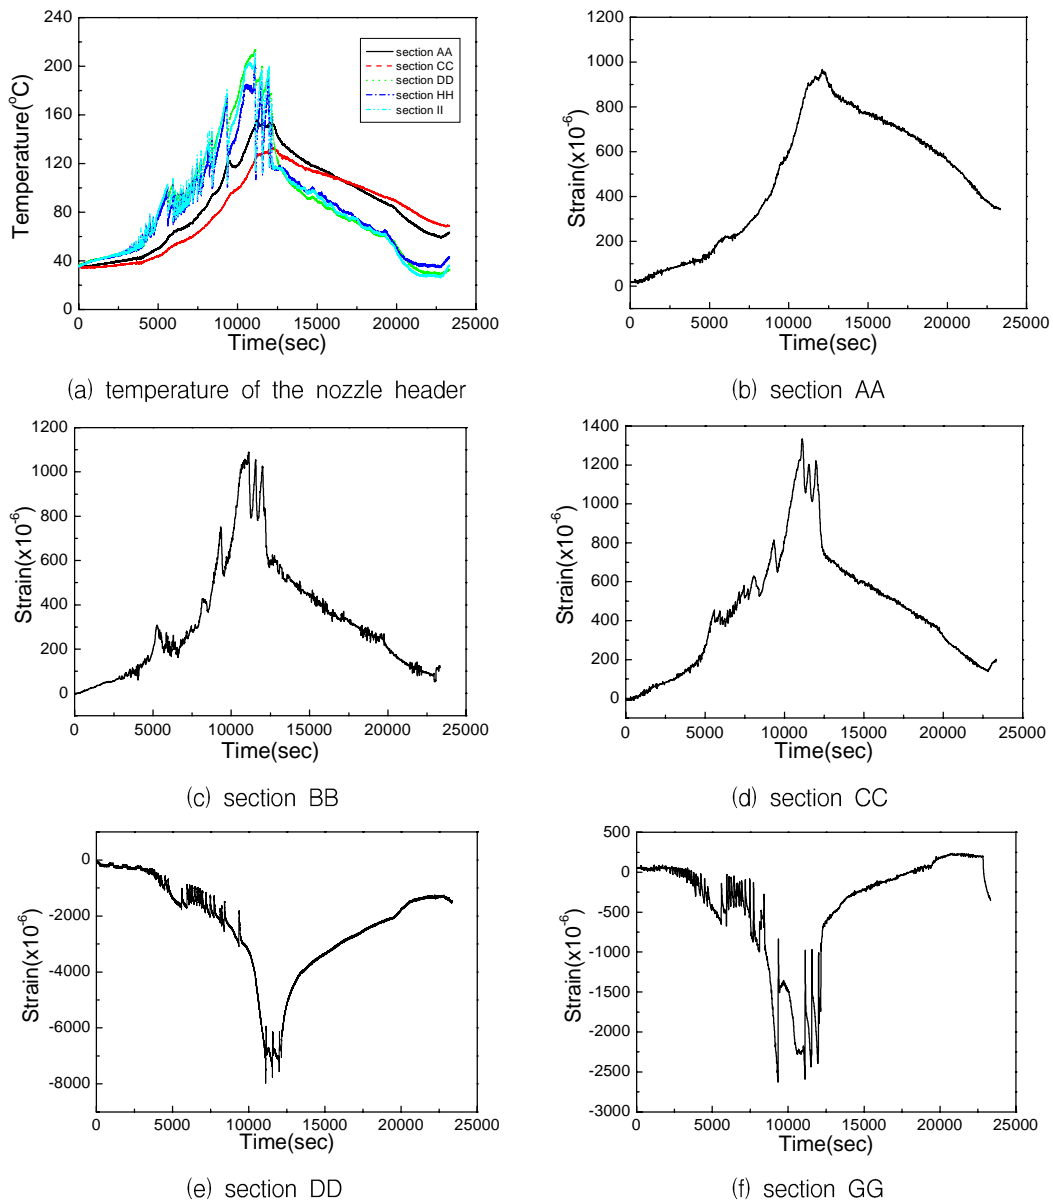 240
200
160
120
80
40
0
Temperature(°C)
section AA
section CC
section DD
section HH
section II
0 5000 10000 15000 20000 25000
Time(sec)
(a) temperature of the nozzle header
1200
1000
800
600
400
200
0
Strain(x10-6)
0 5000 10000 15000 20000 25000
Time(sec)
(b) section AA
1200
1000
800
600
400
200
0
Strain(x10-6)
0 5000 10000 15000 20000 25000
Time(sec)
(c) section BB
1400
1200
1000
800
600
400
200
0
Strain(x10-6)
0 5000 10000 15000 20000 25000
Time(sec)
(d) section CC
0
-2000
-4000
-6000
-8000
Strain(x10-6)
0 5000 10000 15000 20000 25000
Time(sec)
(e) section DD
500
0
-500
-1000
-1500
-2000
-2500
-3000
Strain(x10-6)
0 5000 10000 15000 20000 25000
Time(sec)
(f) section GG